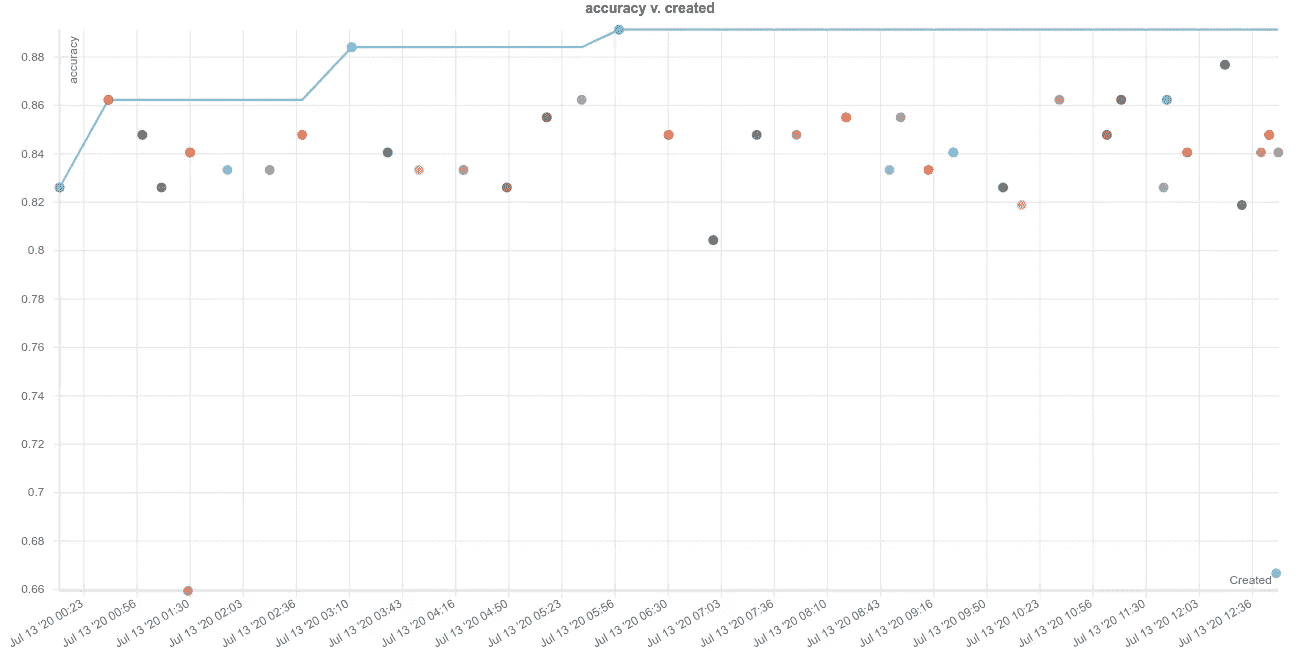 accuracy v. created
accuracy
0.88
0.86
0.84
0.82
0.8
0.78
0.76
0.74
0.72
0.7
0.68
0.66
Created
Jul 13 '20 00:23
Jul 13 '20 00:56
Jul 13 '20 01:30
Jul 13 '20 02:03
Jul 13 '20 02:36
Jul 13 '20 03:10
Jul 13 '20 03:43
Jul 13 '20 04:16
Jul 13 '20 04:50
Jul 13 '20 05:23
Jul 13 '20 05:56
Jul 13 '20 06:30
Jul 13 '20 07:03
Jul 13 '20 07:36
Jul 13 '20 08:10
Jul 13 '20 08:43
Jul 13 '20 09:16
Jul 13 '20 09:50
Jul 13 '20 10:23
Jul 13 '20 10:56
Jul 13 '20 11:30
Jul 13 '20 12:03
Jul 13 '20 12:36